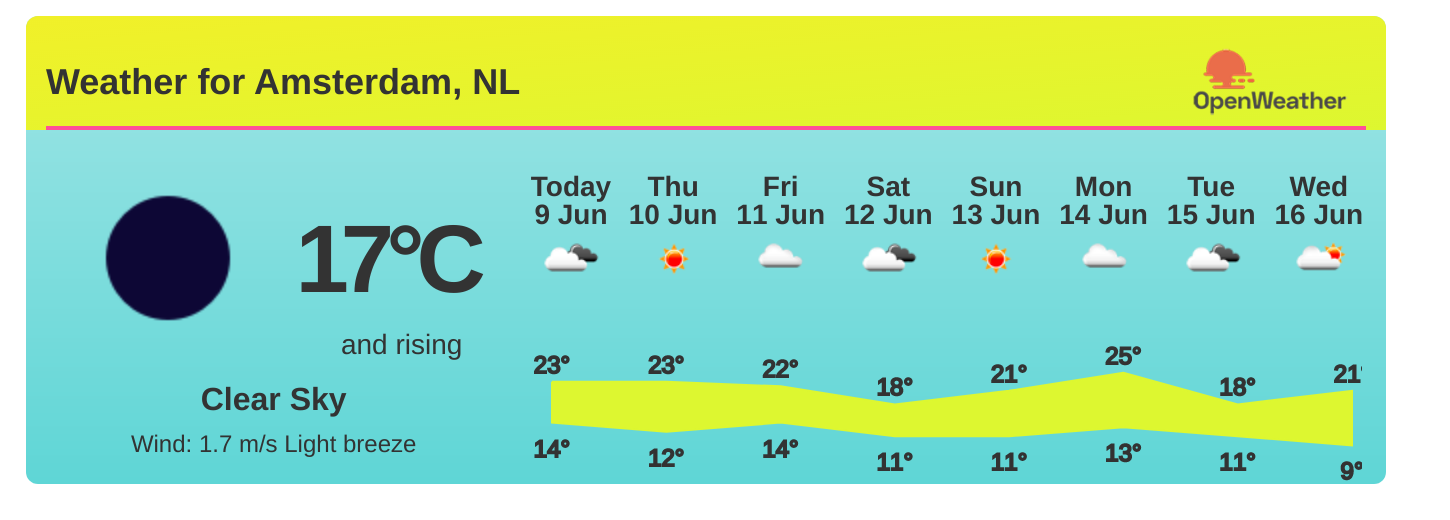 Weather for Amsterdam, NL
OpenWeather
17°C
and rising
Clear Sky
Wind: 1.7 m/s Light breeze
Today Thu Fri Sat Sun Mon Tue Wed
9 Jun 10 Jun 11 Jun 12 Jun 13 Jun 14 Jun 15 Jun 16 Jun
23° 23° 22° 18° 21° 25° 18° 21°
14° 12° 14° 11° 11° 13° 11° 9°